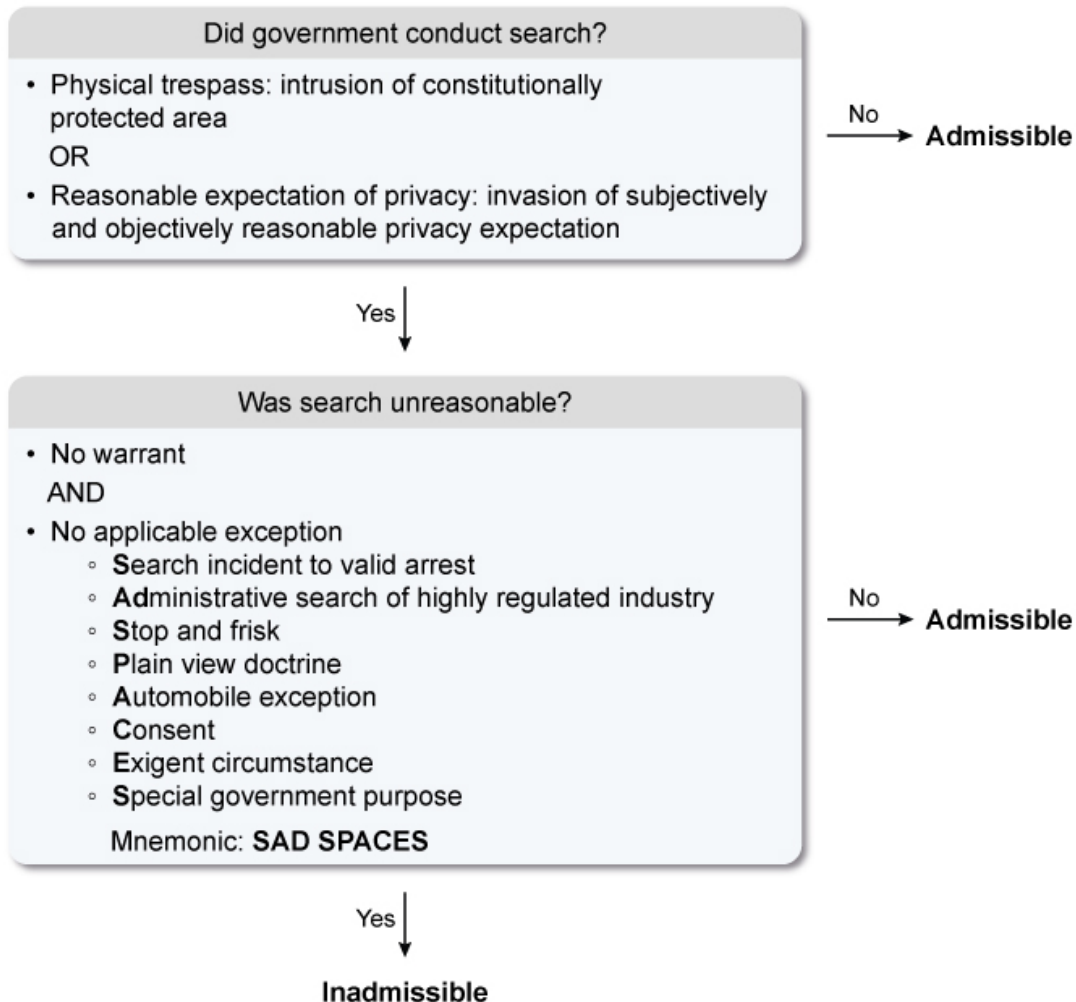 Did government conduct search?
• Physical trespass: intrusion of constitutionally
protected area
OR
• Reasonable expectation of privacy: invasion of subjectively
and objectively reasonable privacy expectation
No
Admissible
Yes
Was search unreasonable?
• No warrant
AND
• No applicable exception
◦ Search incident to valid arrest
◦ Administrative search of highly regulated industry
◦ Stop and frisk
◦ Plain view doctrine
◦ Automobile exception
◦ Consent
◦ Exigent circumstance
◦ Special government purpose
Mnemonic: SAD SPACES
No
Admissible
Yes
Inadmissible